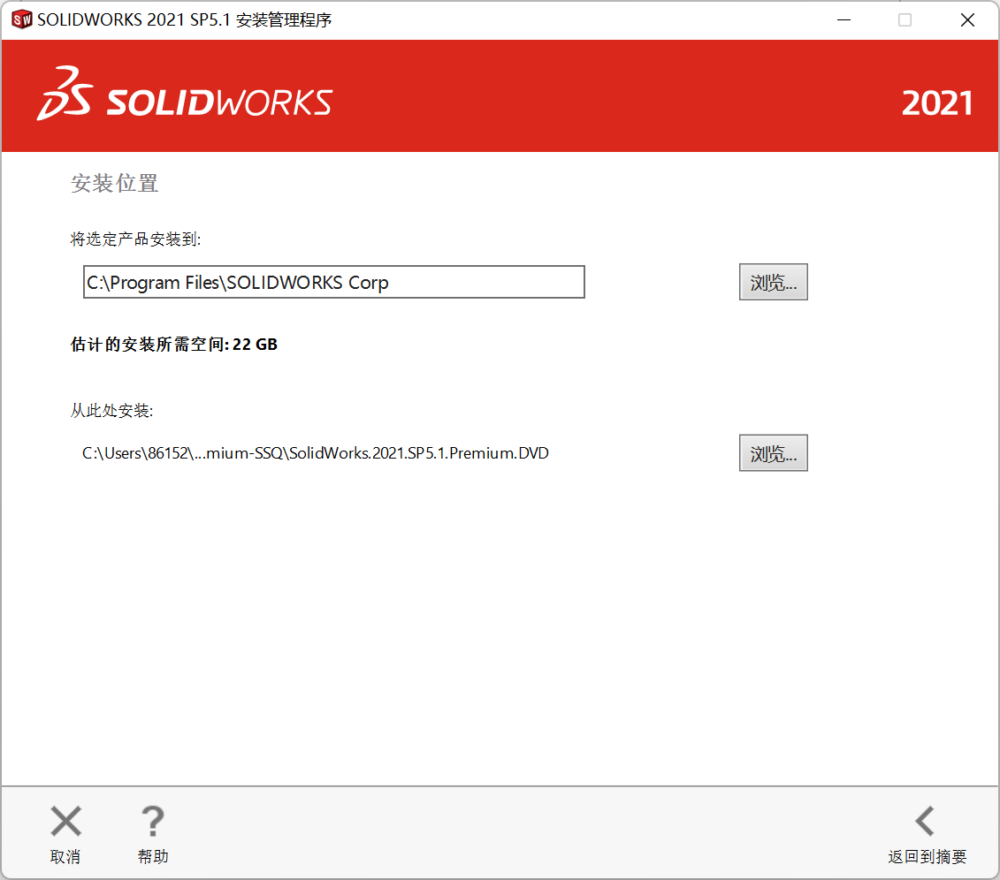 SOLIDWORKS 2021 SP5.1 安装管理程序
SOLIDWORKS 2021
安装位置
将选定产品安装到:
C:\Program Files\SOLIDWORKS Corp
浏览...
估计的安装所需空间: 22 GB
从此处安装:
C:\Users\86152\...mium-SSQ\SolidWorks.2021.SP5.1.Premium.DVD
浏览...
取消 帮助 返回到摘要